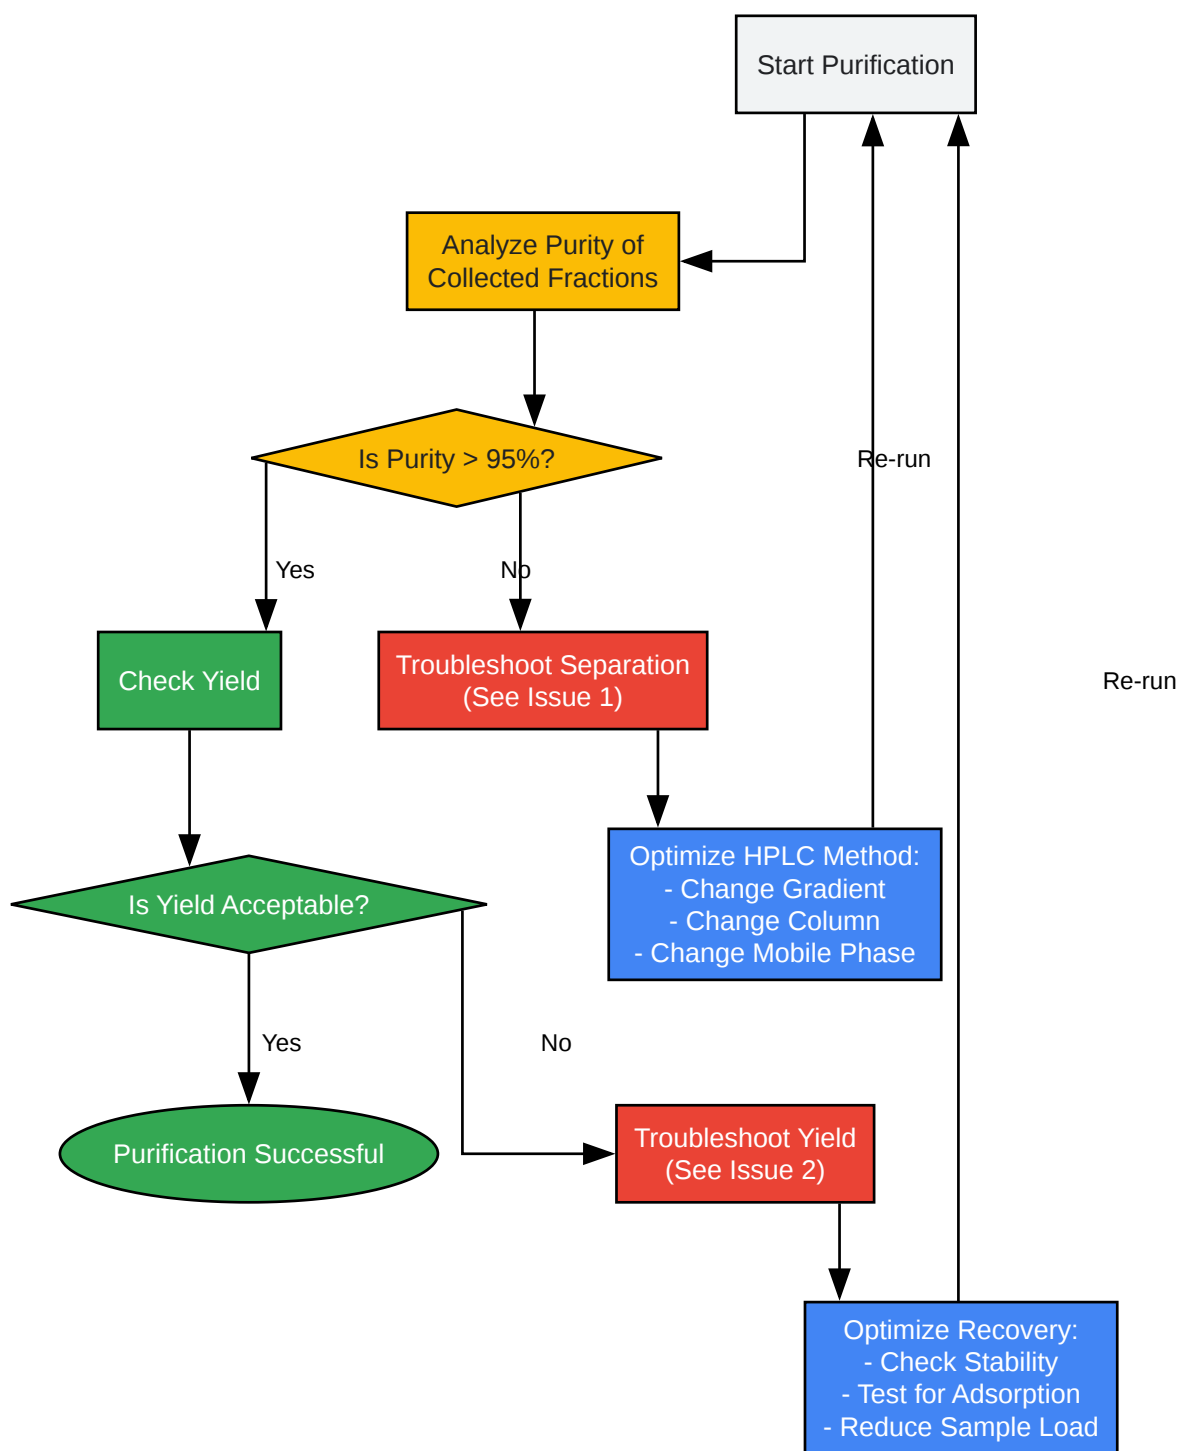 Start Purification
Analyze Purity of
Collected Fractions
Is Purity > 95%?
Re-run
Yes
No
Check Yield
Troubleshoot Separation
(See Issue 1)
Re-run
Optimize HPLC Method:
- Change Gradient
- Change Column
- Change Mobile Phase
Is Yield Acceptable?
Yes
No
Purification Successful
Troubleshoot Yield
(See Issue 2)
Optimize Recovery:
- Check Stability
- Test for Adsorption
- Reduce Sample Load